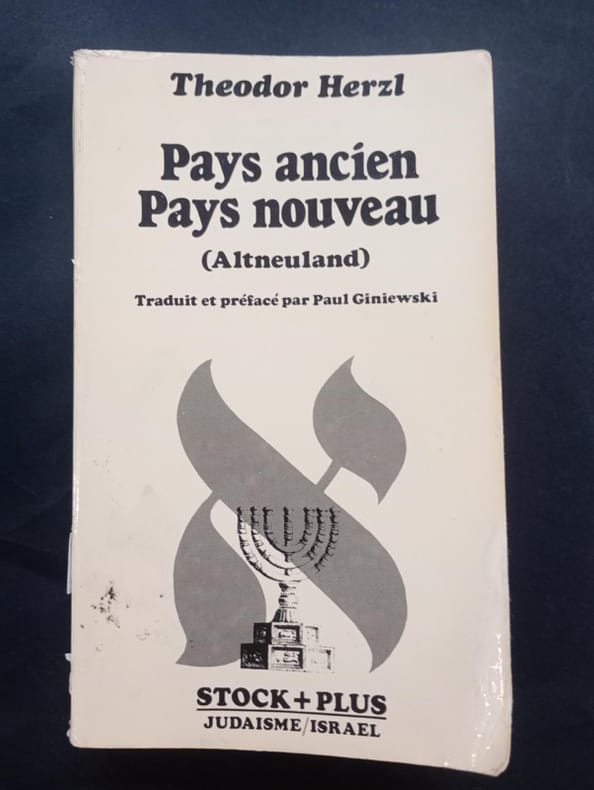 Theodor Herzl
Pays ancien
Pays nouveau
(Altneuland)
Traduit et préfacé par Paul Giniewski
א
STOCK+PLUS
JUDAISME/ISRAEL